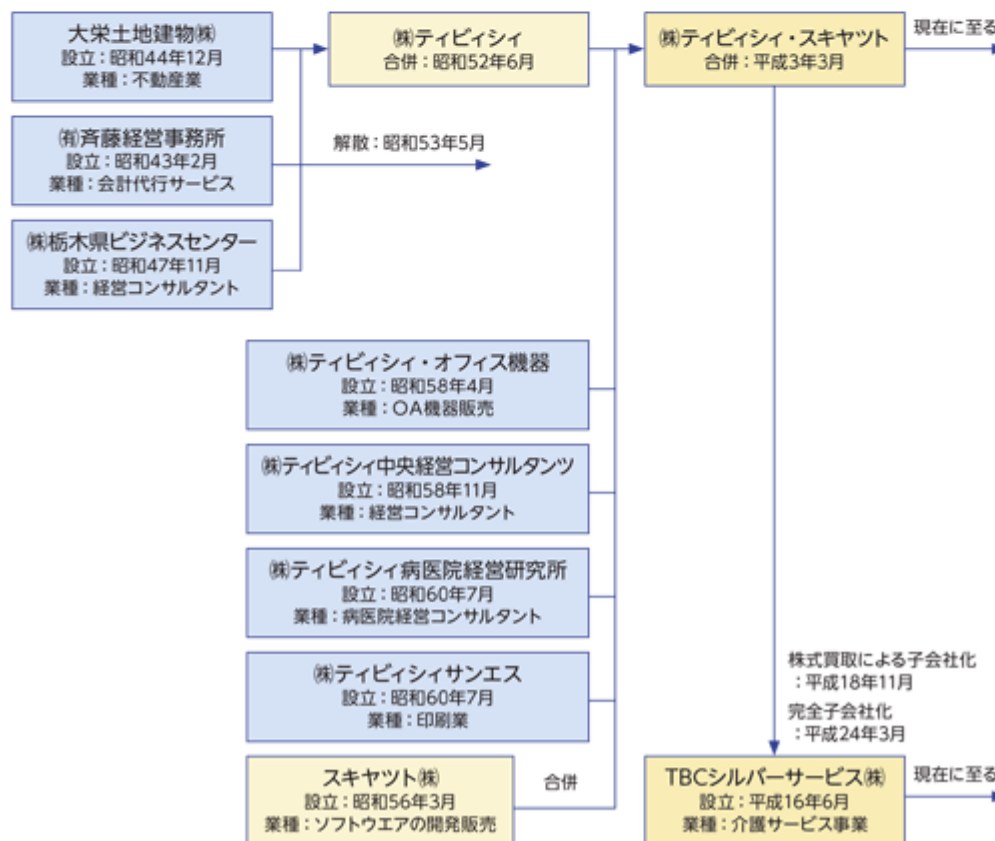 大栄土地建物㈱
設立：昭和44年12月
業種：不動産業
㈱ティビィシィ
合併：昭和52年6月
㈱ティビィシィ・スキヤツト
合併：平成3年3月
現在に至る
㈲斉藤経営事務所
設立：昭和43年2月
業種：会計代行サービス
解散：昭和53年5月
㈱栃木県ビジネスセンター
設立：昭和47年11月
業種：経営コンサルタント
㈱ティビィシィ・オフィス機器
設立：昭和58年4月
業種：OA機器販売
㈱ティビィシィ中央経営コンサルタンツ
設立：昭和58年11月
業種：経営コンサルタント
㈱ティビィシィ病医院経営研究所
設立：昭和60年7月
業種：病医院経営コンサルタント
㈱ティビィシィサンエス
設立：昭和60年7月
業種：印刷業
株式買取による子会社化
：平成18年11月
完全子会社化
：平成24年3月
スキヤツト㈱
設立：昭和56年3月
業種：ソフトウエアの開発販売
合併
TBCシルバーサービス㈱
設立：平成16年6月
業種：介護サービス事業
現在に至る